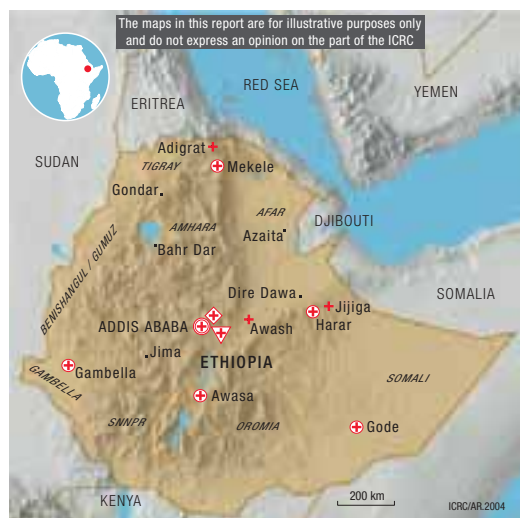 The maps in this report are for illustrative purposes only
and do not express an opinion on the part of the ICRC
RED SEA
YEMEN
ERITREA
SUDAN
Adigrat
TIGRAY
Mekele
Gondar
AFAR
DJIBOUTI
AMHARA
Azaita
Bahr Dar
BENISHANGUL / GUMUZ
SOMALIA
Dire Dawa
Jijiga
Harar
ADDIS ABABA
Awash
Jima
ETHIOPIA
Gambella
GAMBELLA
SOMALI
Awasa
SNNPR
OROMIA
Gode
KENYA
200 km
ICRC/AR.2004